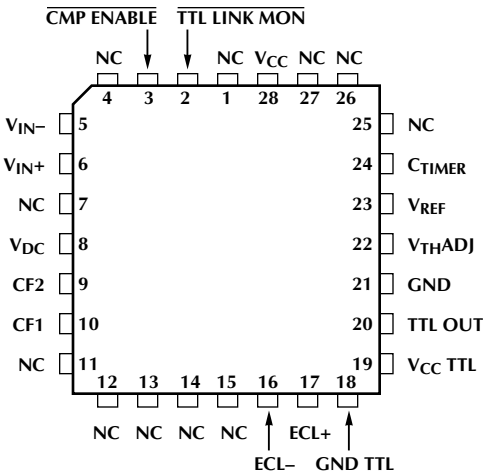 CMP ENABLE TTL LINK MON
NC NC VCC NC NC
4 3 2 1 28 27 26
VIN– 5 25 NC
VIN+ 6 24 CTIMER
NC 7 23 VREF
VDC 8 22 VTHADJ
CF2 9 21 GND
CF1 10 20 TTL OUT
NC 11 19 VCC TTL
12 13 14 15 16 17 18
NC NC NC NC ECL+
ECL– GND TTL